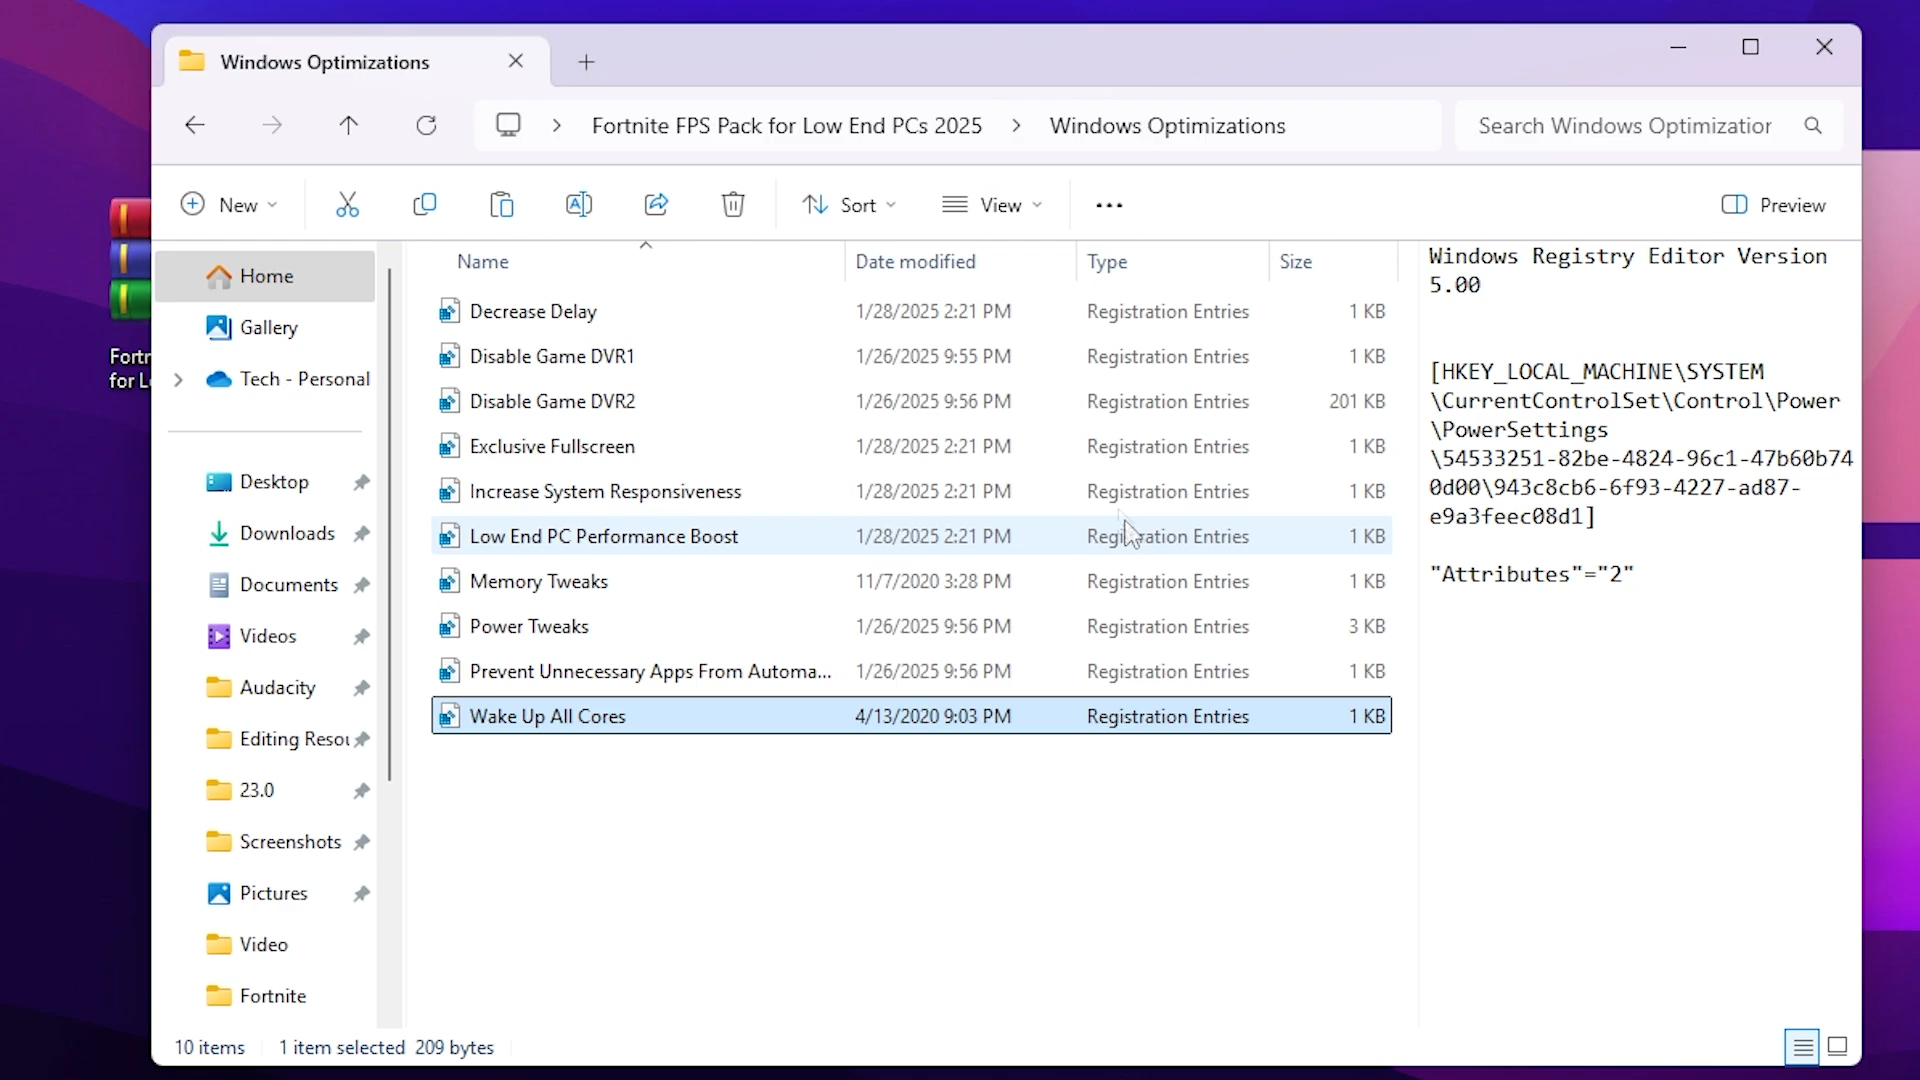 Windows Optimizations
Fortnite FPS Pack for Low End PCs 2025
Windows Optimizations
Search Windows Optimizatior
New
Sort
View
Preview
Fortr
for L
Home
Gallery
Tech - Personal
Desktop
Downloads
Documents
Videos
Audacity
Editing Resou
23.0
Screenshots
Pictures
Video
Fortnite
Name Date modified Type Size
Decrease Delay 1/28/2025 2:21 PM Registration Entries 1 KB
Disable Game DVR1 1/26/2025 9:55 PM Registration Entries 1 KB
Disable Game DVR2 1/26/2025 9:56 PM Registration Entries 201 KB
Exclusive Fullscreen 1/28/2025 2:21 PM Registration Entries 1 KB
Increase System Responsiveness 1/28/2025 2:21 PM Registration Entries 1 KB
Low End PC Performance Boost 1/28/2025 2:21 PM Registration Entries 1 KB
Memory Tweaks 11/7/2020 3:28 PM Registration Entries 1 KB
Power Tweaks 1/26/2025 9:56 PM Registration Entries 3 KB
Prevent Unnecessary Apps From Automa... 1/26/2025 9:56 PM Registration Entries 1 KB
Wake Up All Cores 4/13/2020 9:03 PM Registration Entries 1 KB
Windows Registry Editor Version
5.00
[HKEY_LOCAL_MACHINE\SYSTEM
\CurrentControlSet\Control\Power
\PowerSettings
\54533251-82be-4824-96c1-47b60b74
0d00\943c8cb6-6f93-4227-ad87-
e9a3feec08d1]
"Attributes"="2"
10 items 1 item selected 209 bytes